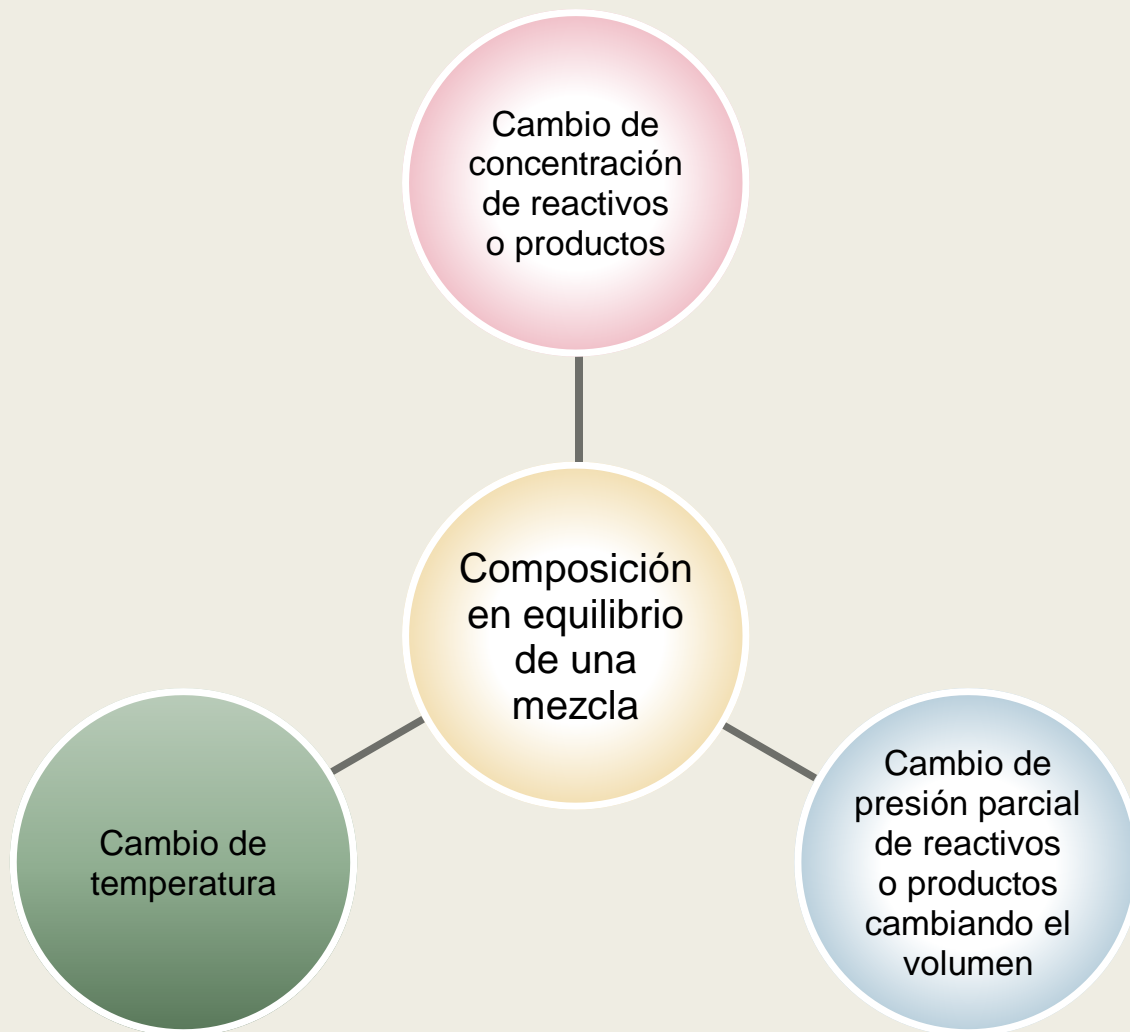 Cambio de
concentración
de reactivos
o productos
Composición
en equilibrio
de una
mezcla
Cambio de
temperatura
Cambio de
presión parcial
de reactivos
o productos
cambiando el
volumen